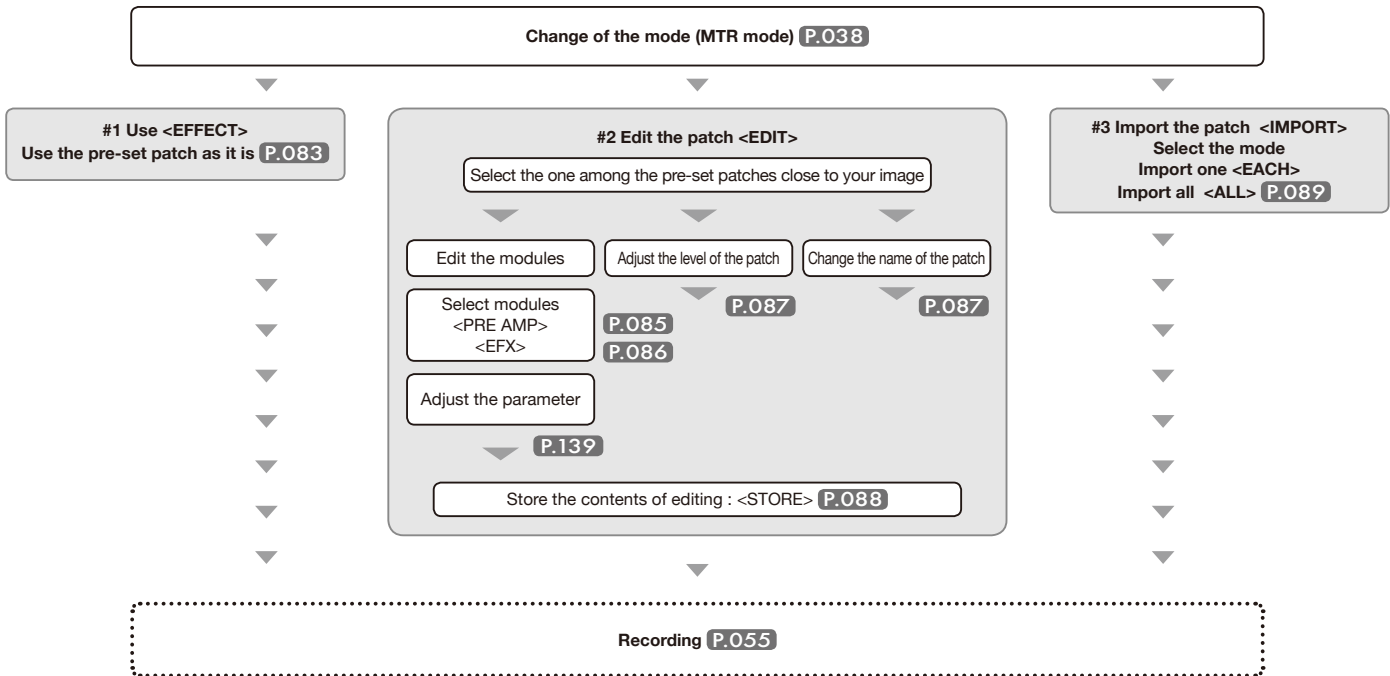 Change of the mode (MTR mode) P.038
#1 Use <EFFECT>
Use the pre-set patch as it is P.083
#2 Edit the patch <EDIT>
Select the one among the pre-set patches close to your image
Edit the modules
Select modules
<PRE AMP>
<EFX>
P.085
P.086
Adjust the parameter
P.139
Adjust the level of the patch
P.087
Change the name of the patch
P.087
Store the contents of editing : <STORE> P.088
#3 Import the patch <IMPORT>
Select the mode
Import one <EACH>
Import all <ALL> P.089
Recording P.055